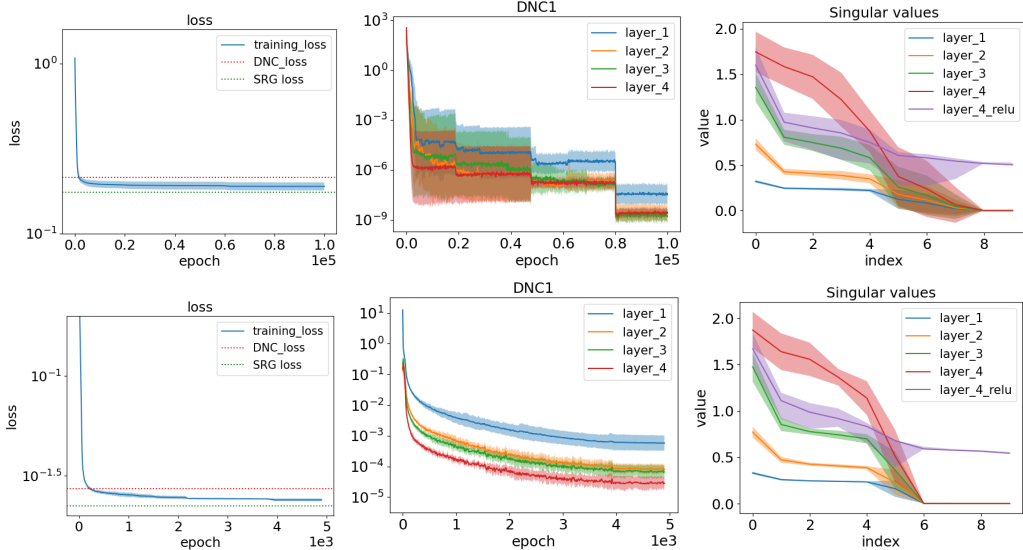 loss
10^0
10^-1
loss
training_loss
DNC_loss
SRG loss
0.0 0.2 0.4 0.6 0.8 1.0
epoch
1e5
DNC1
10^3
10^0
10^-3
10^-6
10^-9
layer_1
layer_2
layer_3
layer_4
0.0 0.2 0.4 0.6 0.8 1.0
epoch
1e5
Singular values
2.0
1.5
1.0
0.5
0.0
value
layer_1
layer_2
layer_3
layer_4
layer_4_relu
0 2 4 6 8
index
loss
10^-1
10^-1.5
loss
training_loss
DNC_loss
SRG loss
0 1 2 3 4 5
epoch
1e3
DNC1
10^1
10^0
10^-1
10^-2
10^-3
10^-4
10^-5
layer_1
layer_2
layer_3
layer_4
0 1 2 3 4 5
epoch
1e3
Singular values
2.0
1.5
1.0
0.5
0.0
value
layer_1
layer_2
layer_3
layer_4
layer_4_relu
0 2 4 6 8
index